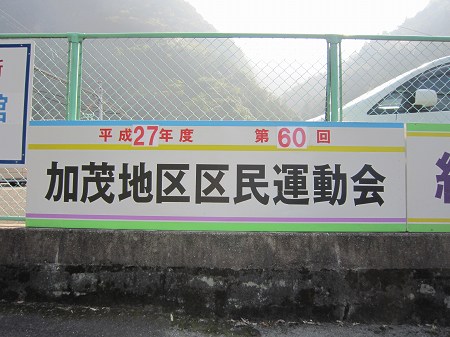 平成27年度 第60回
加茂地区区民運動会
館